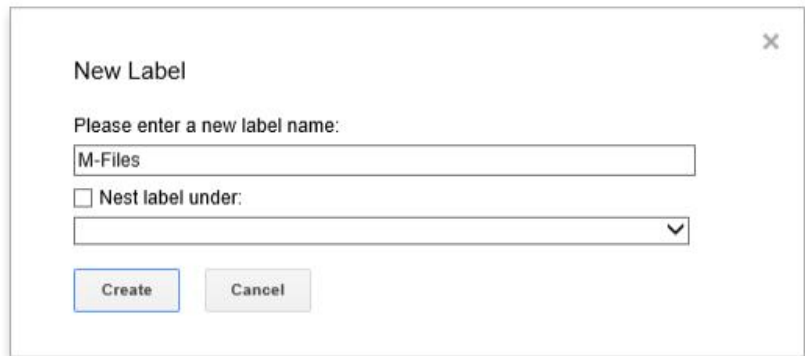 New Label
Please enter a new label name:
M-Files
Nest label under:
Create Cancel